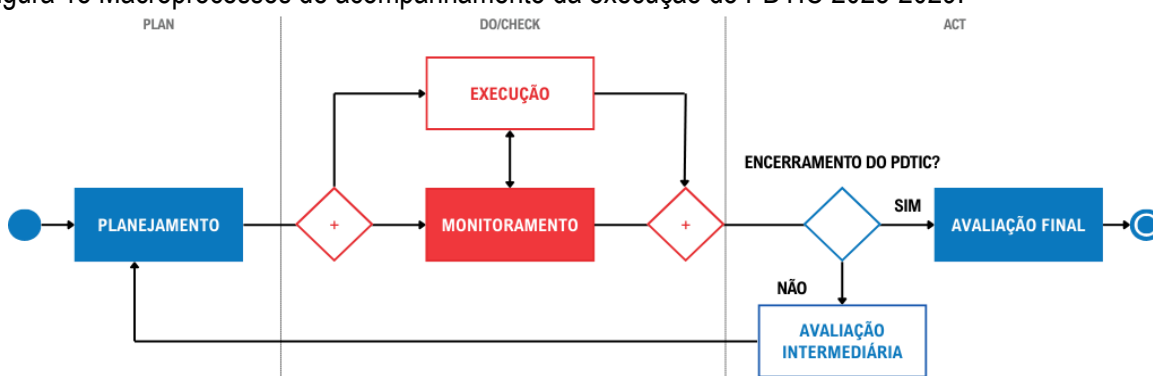 PLAN
DO/CHECK
ACT
EXECUÇÃO
ENCERRAMENTO DO PDTIC?
PLANEJAMENTO
+
MONITORAMENTO
+
SIM
AVALIAÇÃO FINAL
NÃO
AVALIAÇÃO
INTERMEDIÁRIA